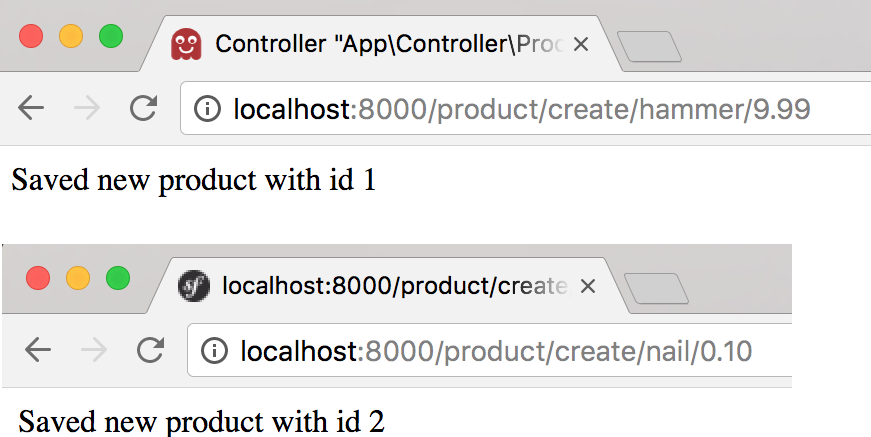 Controller "App\Controller\Proc
localhost:8000/product/create/hammer/9.99
Saved new product with id 1
sf localhost:8000/product/create
localhost:8000/product/create/nail/0.10
Saved new product with id 2